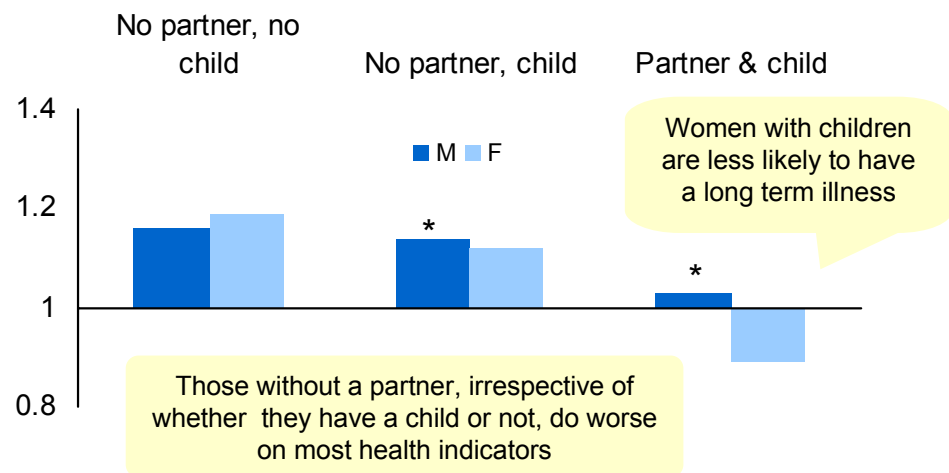 No partner, no
child
No partner, child
Partner & child
1.4
Women with children
are less likely to have
a long term illness
M F
1.2
*
*
1
Those without a partner, irrespective of
whether they have a child or not, do worse
on most health indicators
0.8